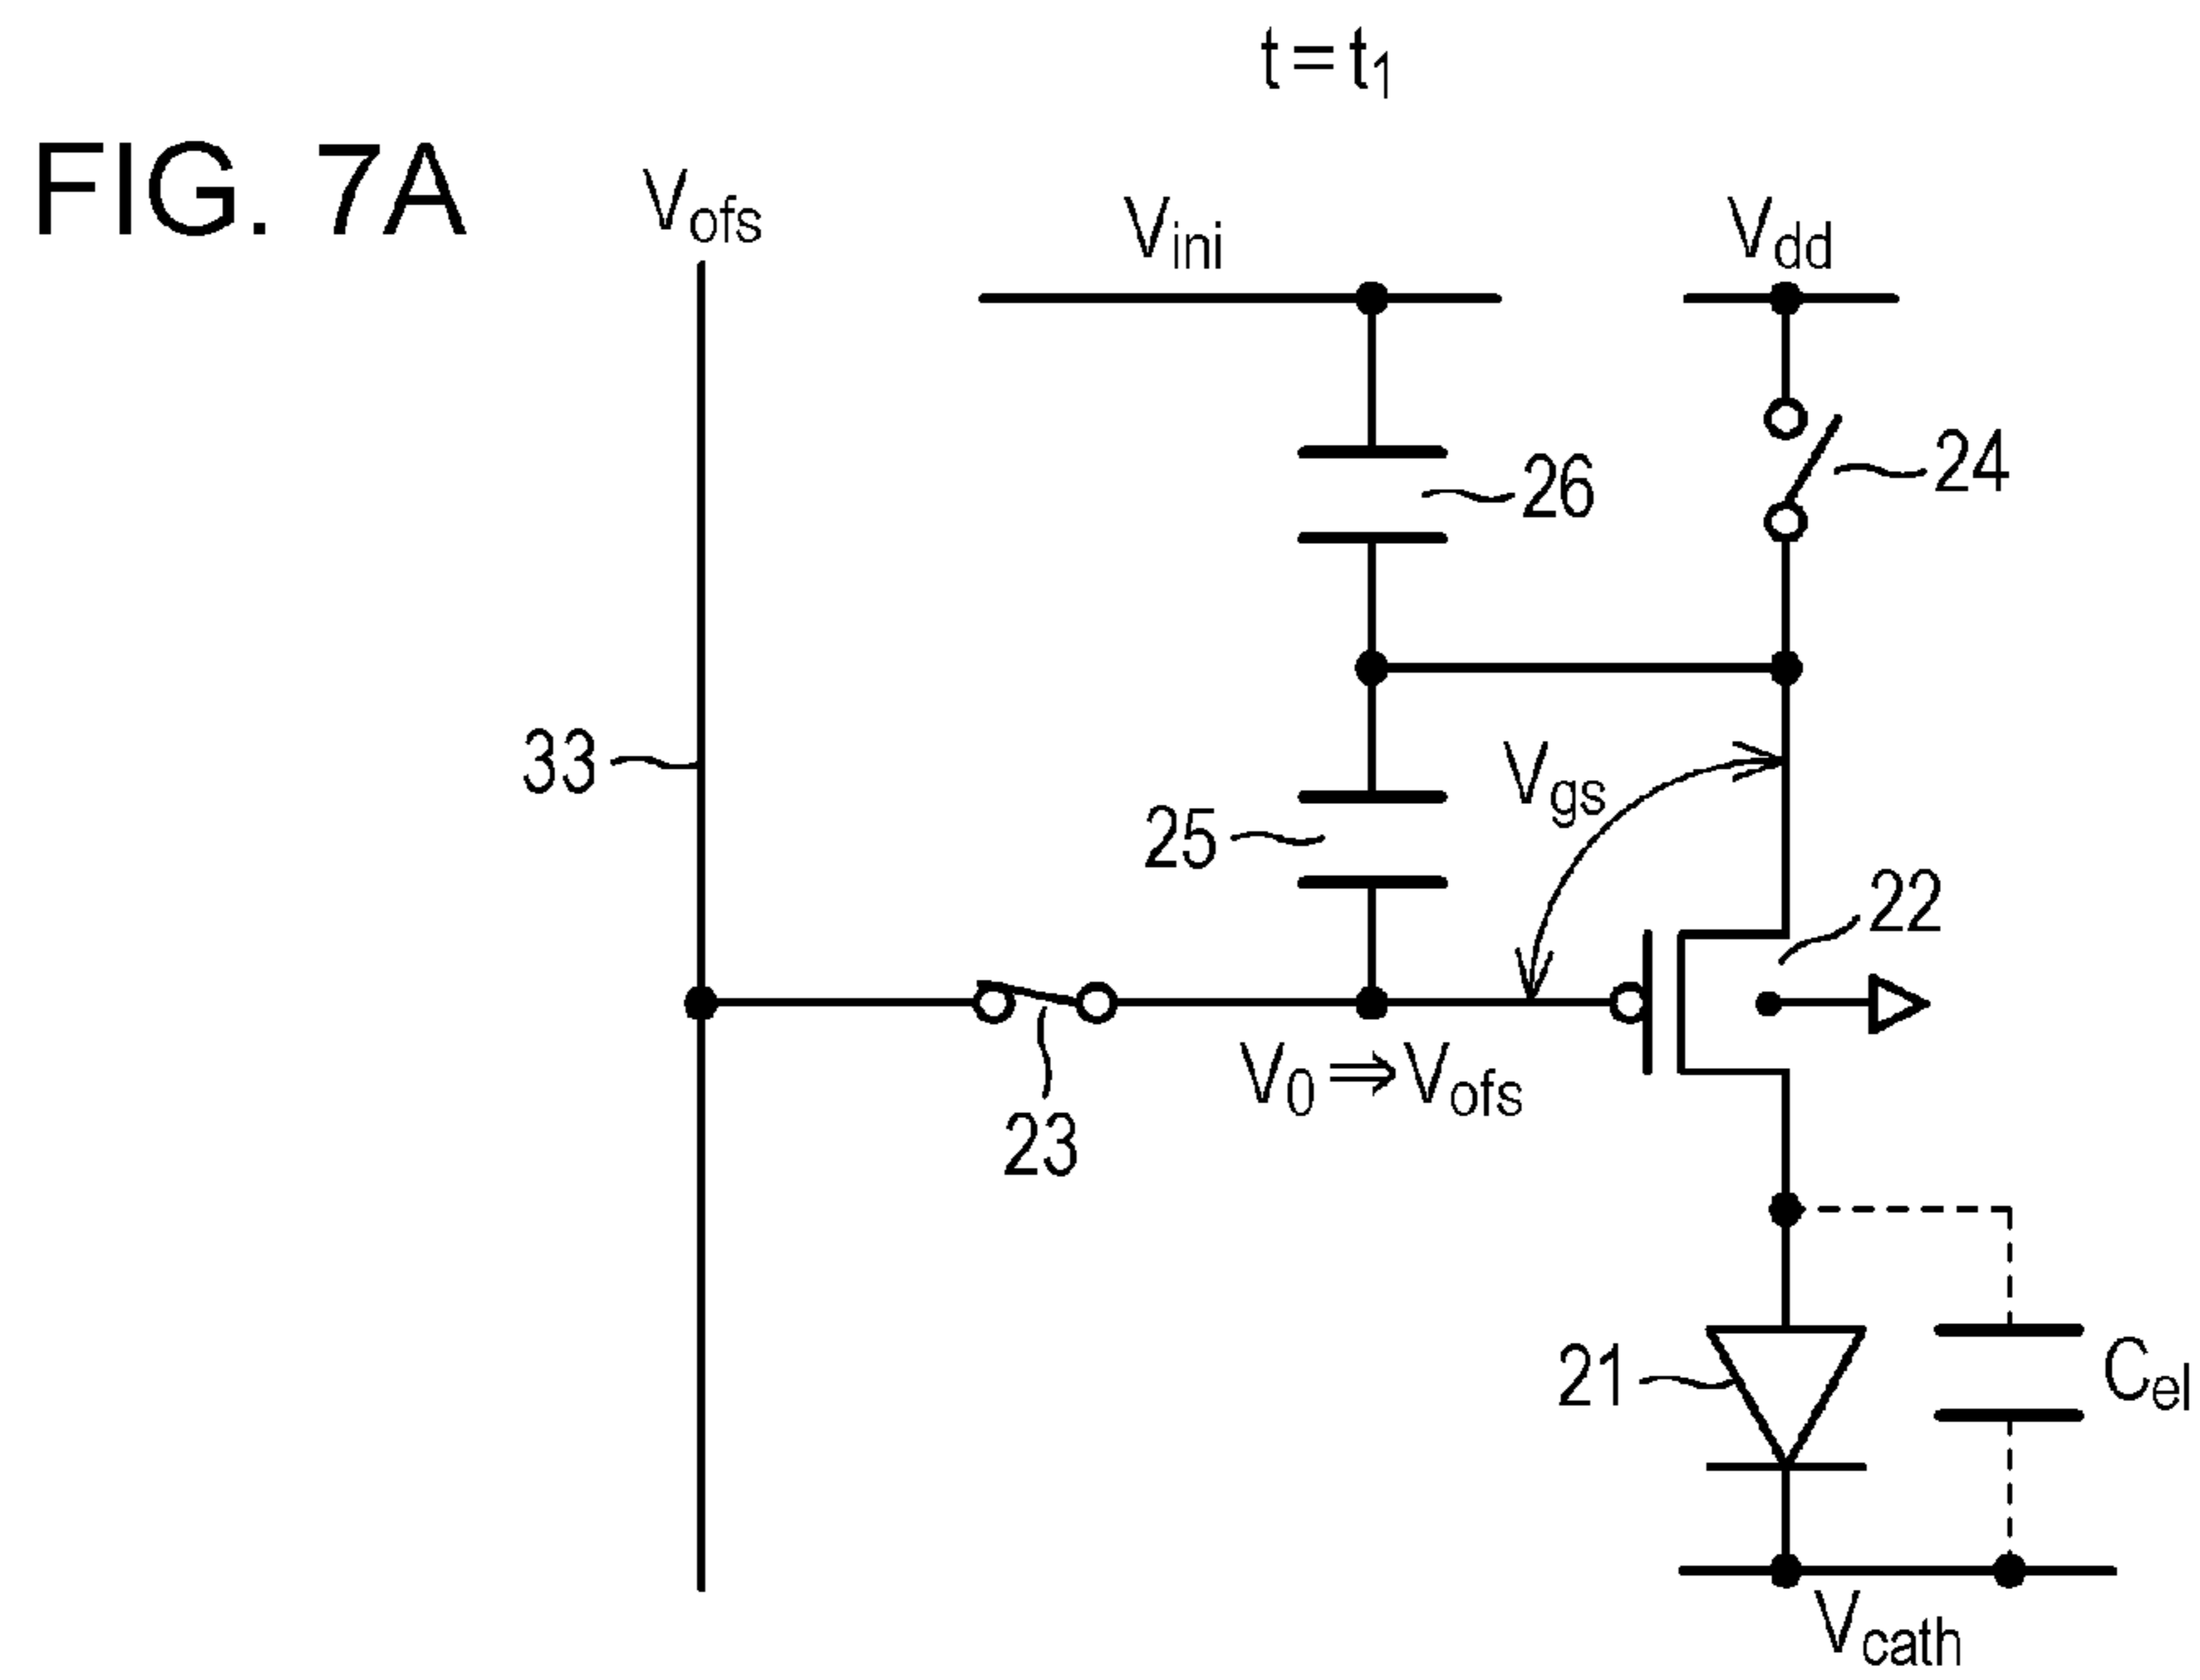 t = t1
FIG. 7A
Vofs
Vini
Vdd
26
24
33
Vgs
25
22
V0 ⇒ Vofs
23
21
Cel
Vcath